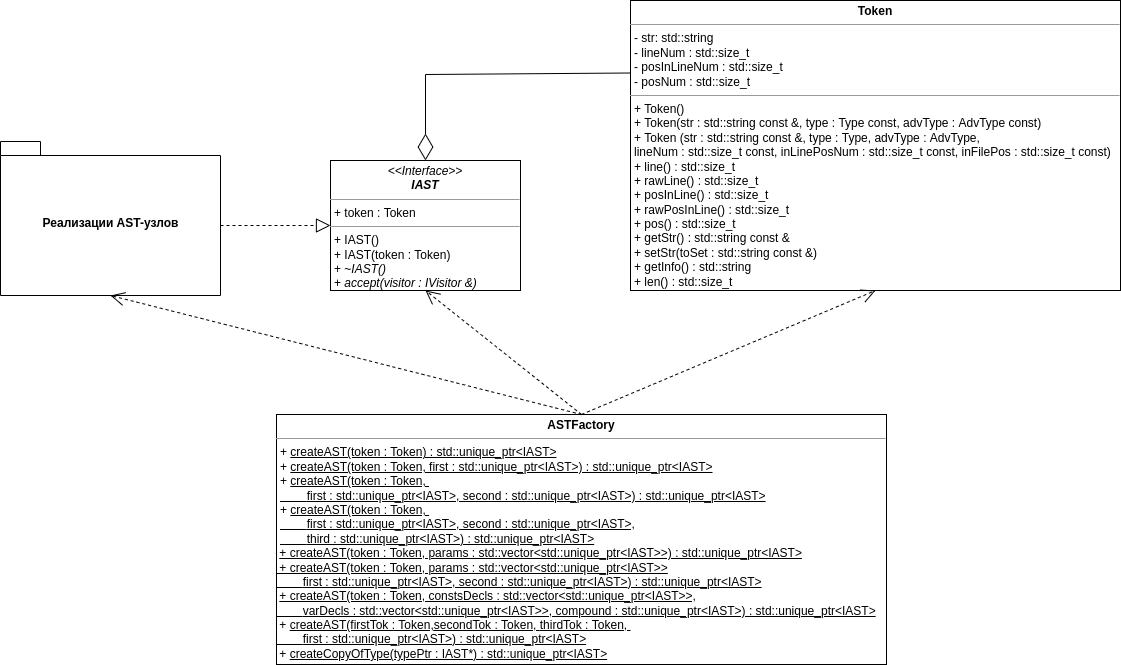 Token
- str: std::string
- lineNum : std::size_t
- posInLineNum : std::size_t
- posNum : std::size_t
+ Token()
+ Token(str : std::string const &, type : Type const, advType : AdvType const)
+ Token (str : std::string const &, type : Type, advType : AdvType,
lineNum : std::size_t const, inLinePosNum : std::size_t const, inFilePos : std::size_t const)
+ line() : std::size_t
+ rawLine() : std::size_t
+ posInLine() : std::size_t
+ rawPosInLine() : std::size_t
+ pos() : std::size_t
+ getStr() : std::string const &
+ setStr(toSet : std::string const &)
+ getInfo() : std::string
+ len() : std::size_t
Реализации AST-узлов
<<Interface>>
IAST
+ token : Token
+ IAST()
+ IAST(token : Token)
+ ~IAST()
+ accept(visitor : IVisitor &)
ASTFactory
+ createAST(token : Token) : std::unique_ptr<IAST>
+ createAST(token : Token, first : std::unique_ptr<IAST>) : std::unique_ptr<IAST>
+ createAST(token : Token,
first : std::unique_ptr<IAST>, second : std::unique_ptr<IAST>) : std::unique_ptr<IAST>
+ createAST(token : Token,
first : std::unique_ptr<IAST>, second : std::unique_ptr<IAST>,
third : std::unique_ptr<IAST>) : std::unique_ptr<IAST>
+ createAST(token : Token, params : std::vector<std::unique_ptr<IAST>>) : std::unique_ptr<IAST>
+ createAST(token : Token, params : std::vector<std::unique_ptr<IAST>>
first : std::unique_ptr<IAST>, second : std::unique_ptr<IAST>) : std::unique_ptr<IAST>
+ createAST(token : Token, constsDecls : std::vector<std::unique_ptr<IAST>>,
varDecls : std::vector<std::unique_ptr<IAST>>, compound : std::unique_ptr<IAST>) : std::unique_ptr<IAST>
+ createAST(firstTok : Token,secondTok : Token, thirdTok : Token,
first : std::unique_ptr<IAST>) : std::unique_ptr<IAST>
+ createCopyOfType(typePtr : IAST*) : std::unique_ptr<IAST>